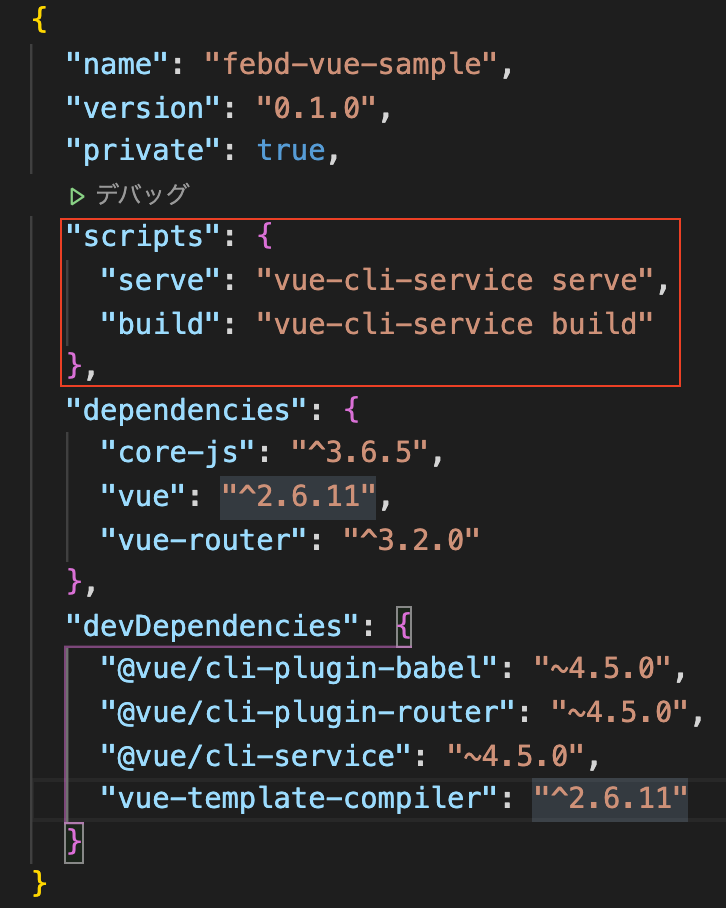 {
"name": "febd-vue-sample",
"version": "0.1.0",
"private": true,
デバッグ
"scripts": {
"serve": "vue-cli-service serve",
"build": "vue-cli-service build"
},
"dependencies": {
"core-js": "^3.6.5",
"vue": "^2.6.11",
"vue-router": "^3.2.0"
},
"devDependencies": {
"@vue/cli-plugin-babel": "~4.5.0",
"@vue/cli-plugin-router": "~4.5.0",
"@vue/cli-service": "~4.5.0",
"vue-template-compiler": "^2.6.11"
}
}